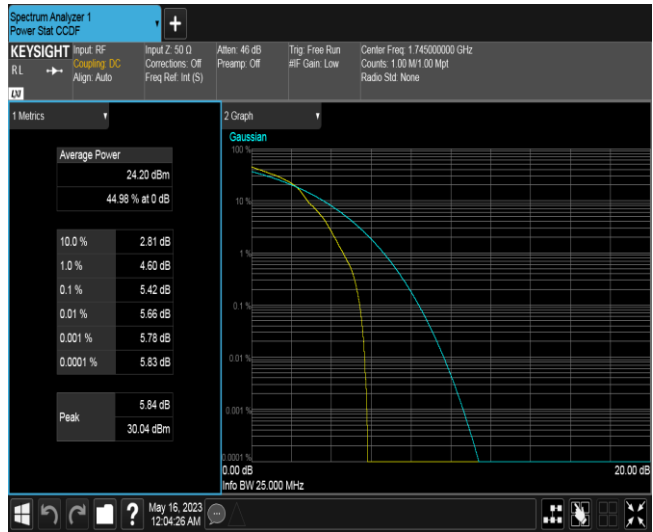 Spectrum Analyzer 1
Power Stat CCDF
+
KEYSIGHT
RL
LXI
Input: RF
Coupling: DC
Align: Auto
Input Z: 50 Ω
Corrections: Off
Freq Ref: Int (S)
Atten: 46 dB
Preamp: Off
Trig: Free Run
#IF Gain: Low
Center Freq: 1.745000000 GHz
Counts: 1.00 M/1.00 Mpt
Radio Std: None
1 Metrics
Average Power
24.20 dBm
44.98 % at 0 dB
10.0 % 2.81 dB
1.0 % 4.60 dB
0.1 % 5.42 dB
0.01 % 5.66 dB
0.001 % 5.78 dB
0.0001 % 5.83 dB
Peak
5.84 dB
30.04 dBm
2 Graph
Gaussian
100 %
10 %
1 %
0.1 %
0.01 %
0.001 %
0.0001 %
0.00 dB 20.00 dB
Info BW 25.000 MHz
?
May 16, 2023
12:04:26 AM